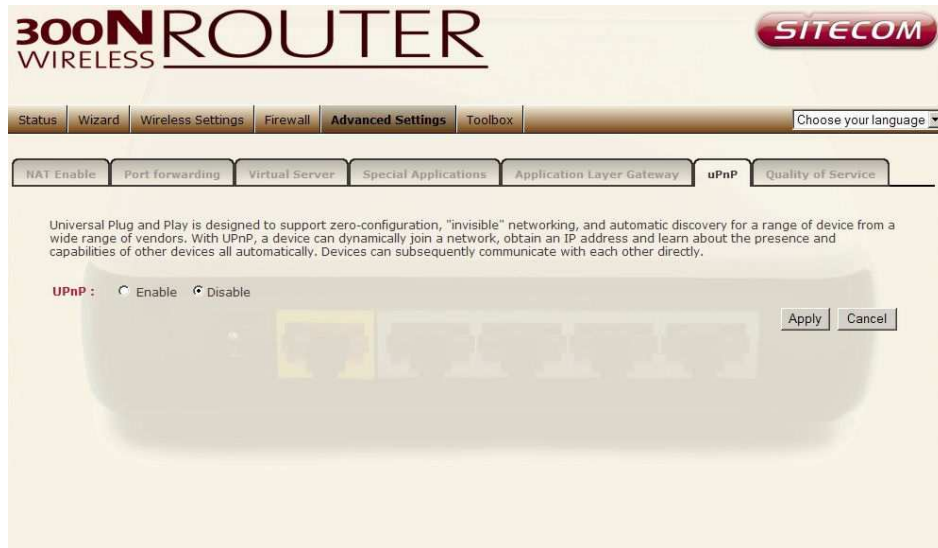 300N ROUTER
WIRELESS
SITECOM
Status Wizard Wireless Settings Firewall Advanced Settings Toolbox Choose your language
NAT Enable Port forwarding Virtual Server Special Applications Application Layer Gateway uPnP Quality of Service
Universal Plug and Play is designed to support zero-configuration, "invisible" networking, and automatic discovery for a range of device from a
wide range of vendors. With UPnP, a device can dynamically join a network, obtain an IP address and learn about the presence and
capabilities of other devices all automatically. Devices can subsequently communicate with each other directly.
UPnP : Enable Disable
Apply Cancel